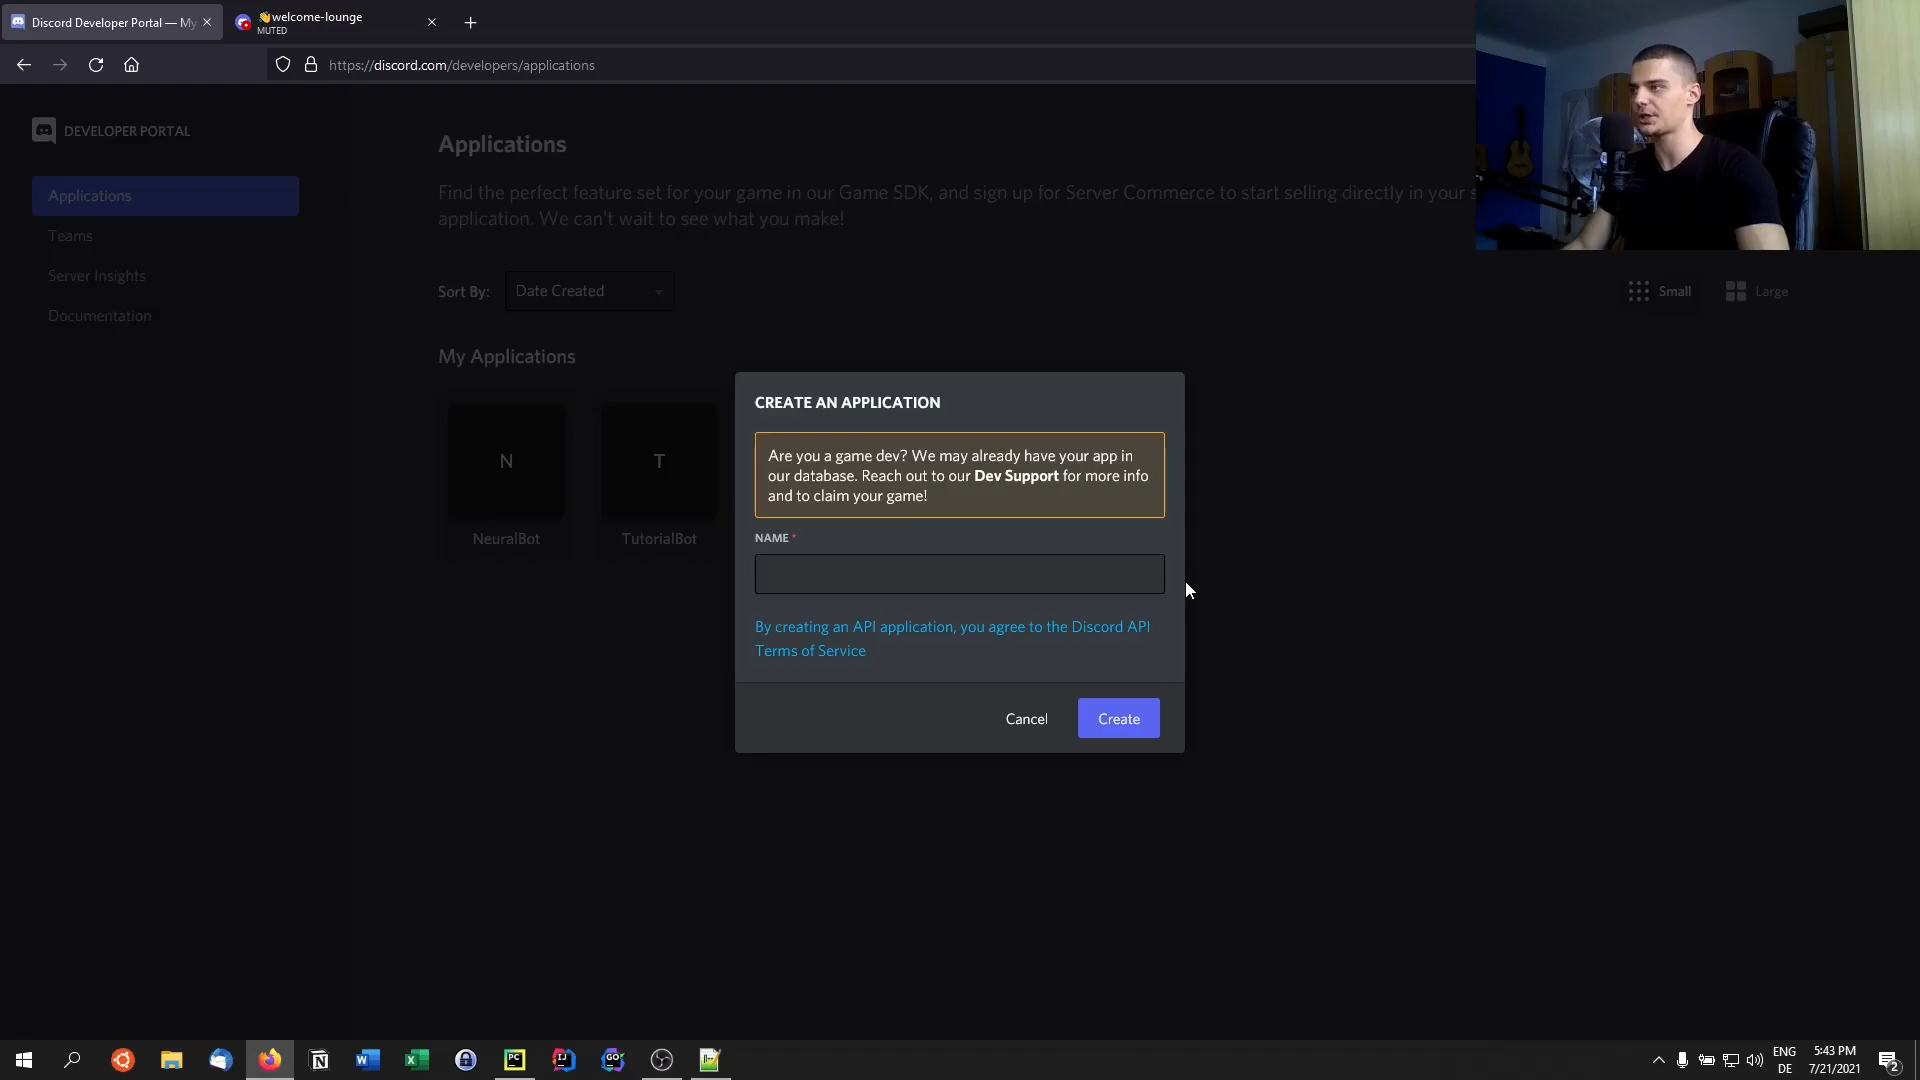 Discord Developer Portal — My
👋welcome-lounge
MUTED
https://discord.com/developers/applications
DEVELOPER PORTAL
Applications
Teams
Server Insights
Documentation
Applications
Find the perfect feature set for your game in our Game SDK, and sign up for Server Commerce to start selling directly in your s
application. We can't wait to see what you make!
Sort By:
Date Created
Small
Large
My Applications
N
T
NeuralBot
TutorialBot
CREATE AN APPLICATION
Are you a game dev? We may already have your app in
our database. Reach out to our Dev Support for more info
and to claim your game!
NAME *
By creating an API application, you agree to the Discord API
Terms of Service
Cancel
Create
PC
IJ
GO
ENG
DE
5:43 PM
7/21/2021
2